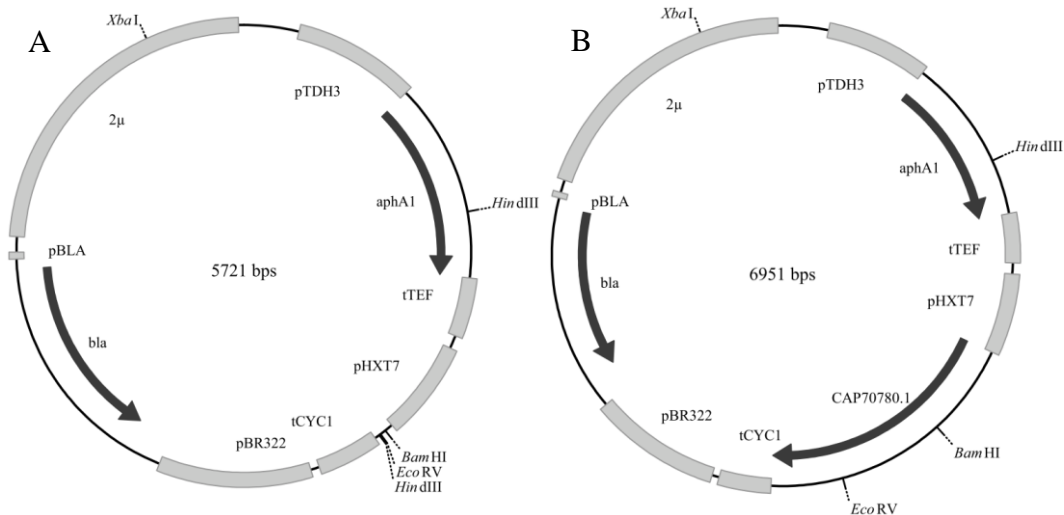 A
XbaI
pTDH3
2μ
aphA1
HindIII
pBLA
5721 bps
tTEF
bla
pHXT7
tCYC1
pBR322
BamHI
EcoRV
HindIII
B
XbaI
pTDH3
2μ
HindIII
aphA1
pBLA
tTEF
6951 bps
bla
pHXT7
CAP70780.1
pBR322
tCYC1
BamHI
EcoRV